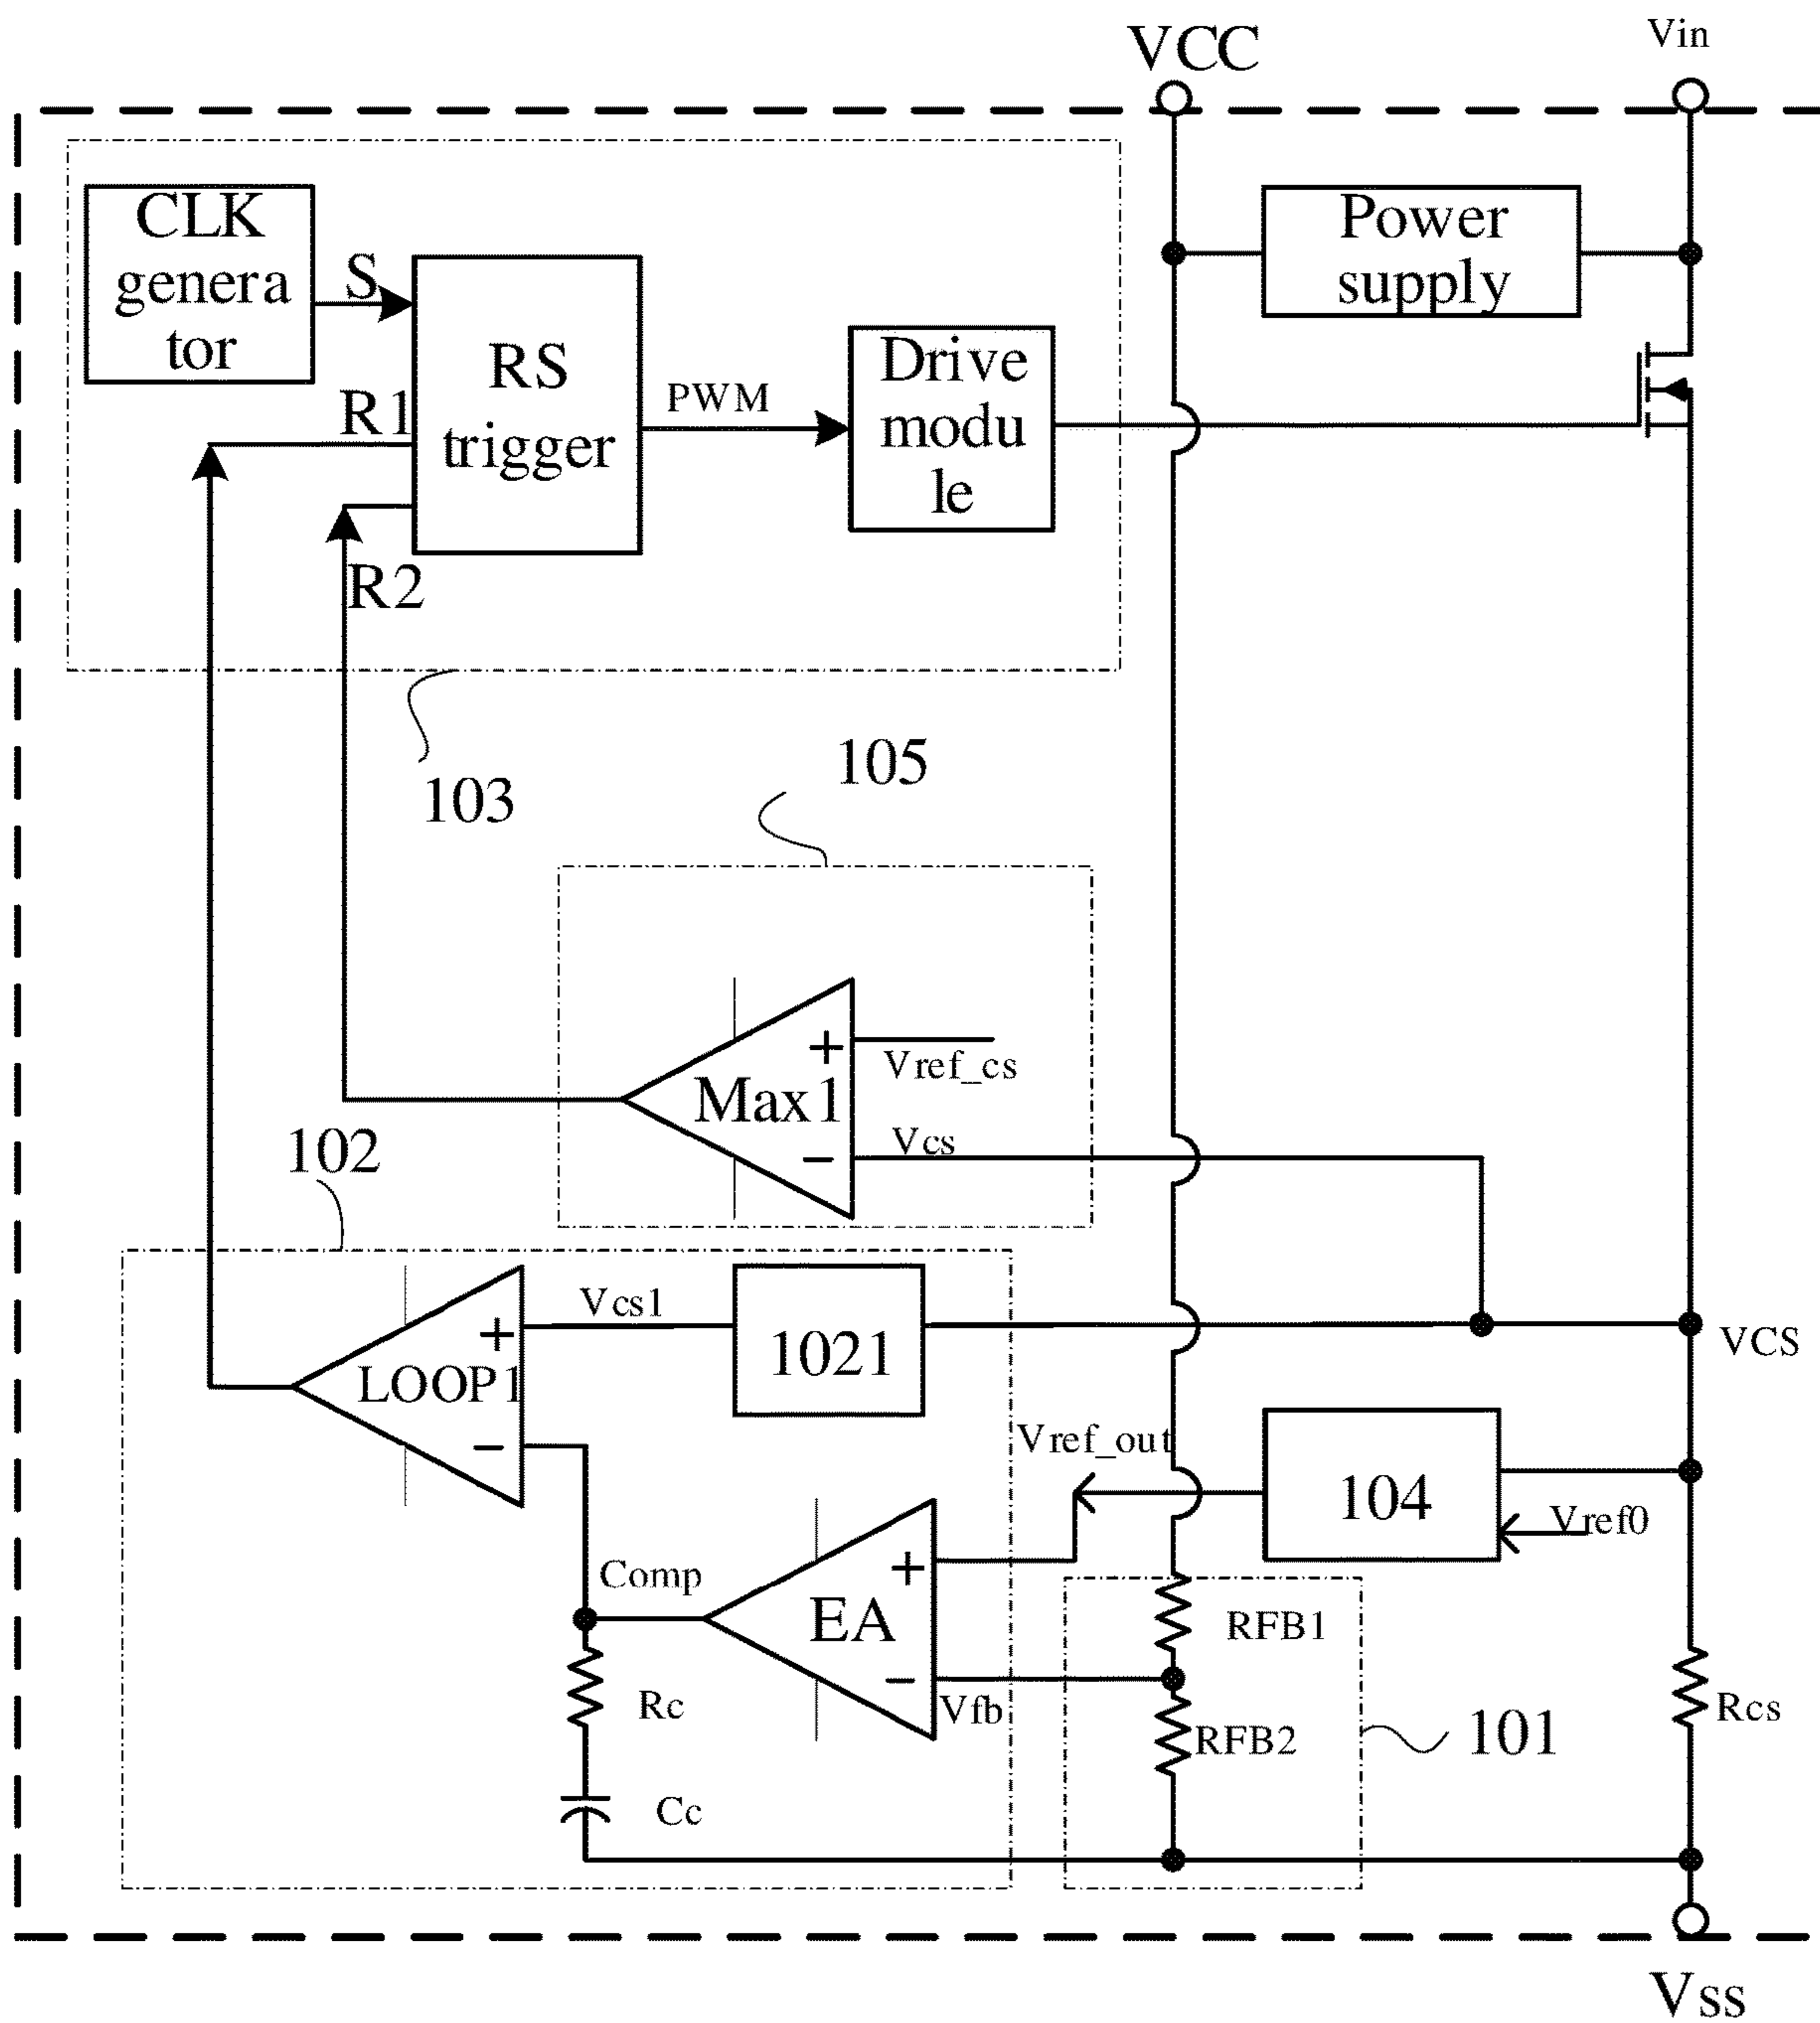 VCC
Vin
CLK
genera
tor
S
Power
supply
RS
trigger
R1
PWM
Drive
modu
le
R2
103
105
+
Vref_cs
Max1
Vcs
−
102
Vcs1
+
1021
LOOP1
−
VCS
Vref_out
104
Vref0
Comp
+
EA
RFB1
−
Vfb
Rc
RFB2
101
Rcs
Cc
Vss